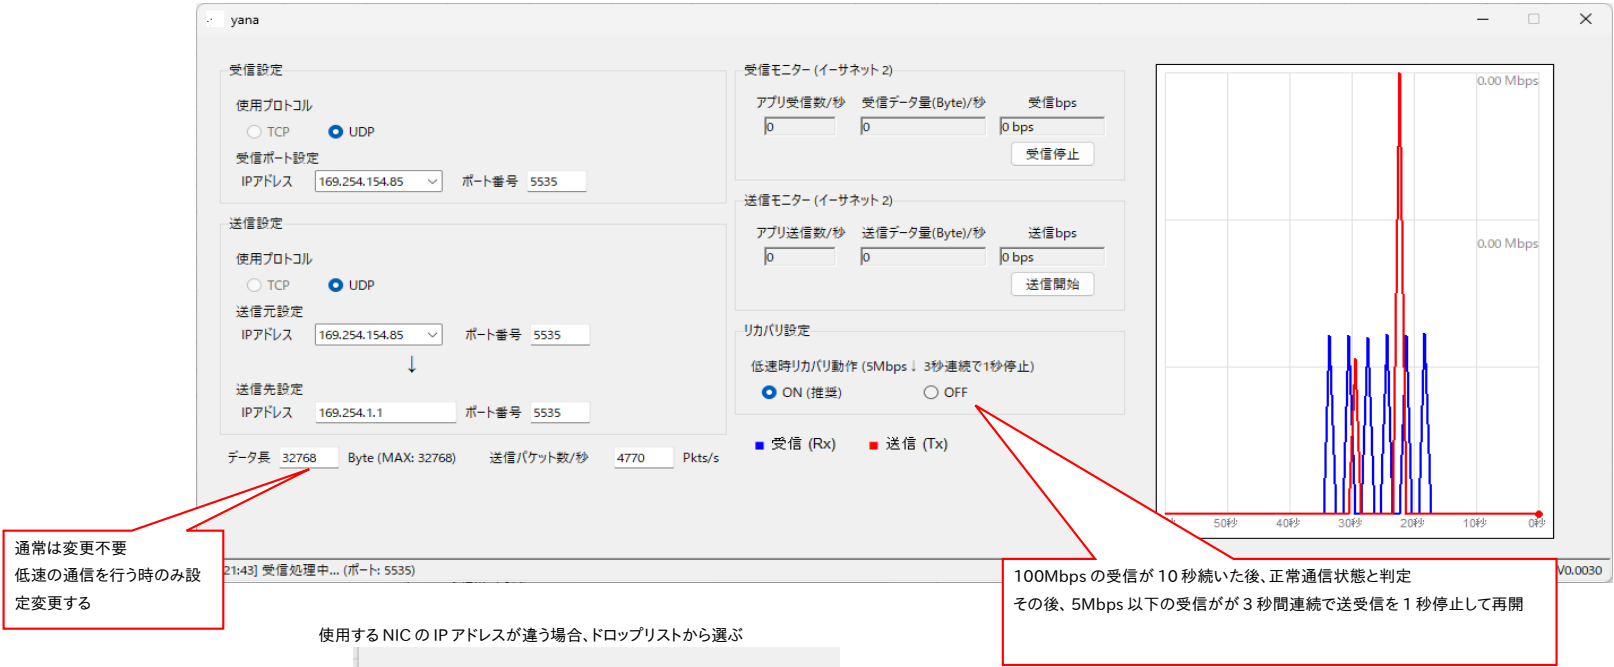 yana
受信設定
使用プロトコル
TCP UDP
受信ポート設定
IPアドレス 169.254.154.85 ポート番号 5535
送信設定
使用プロトコル
TCP UDP
送信元設定
IPアドレス 169.254.154.85 ポート番号 5535
↓
送信先設定
IPアドレス 169.254.1.1 ポート番号 5535
データ長 32768 Byte (MAX: 32768) 送信パケット数/秒 4770 Pkts/s
受信モニター (イーサネット 2)
アプリ受信数/秒 受信データ量(Byte)/秒 受信bps
0 0 0 bps
受信停止
送信モニター (イーサネット 2)
アプリ送信数/秒 送信データ量(Byte)/秒 送信bps
0 0 0 bps
送信開始
リカバリ設定
低速時リカバリ動作 (5Mbps↓ 3秒連続で1秒停止)
ON (推奨) OFF
■ 受信 (Rx) ■ 送信 (Tx)
0.00 Mbps
0.00 Mbps
50秒 40秒 30秒 20秒 10秒 0秒
通常は変更不要
低速の通信を行う時のみ設
定変更する
21:43] 受信処理中... (ポート: 5535)
V0.0030
100Mbps の受信が 10 秒続いた後、正常通信状態と判定
その後、5Mbps 以下の受信がが 3 秒間連続で送受信を 1 秒停止して再開
使用する NIC の IP アドレスが違う場合、ドロップリストから選ぶ